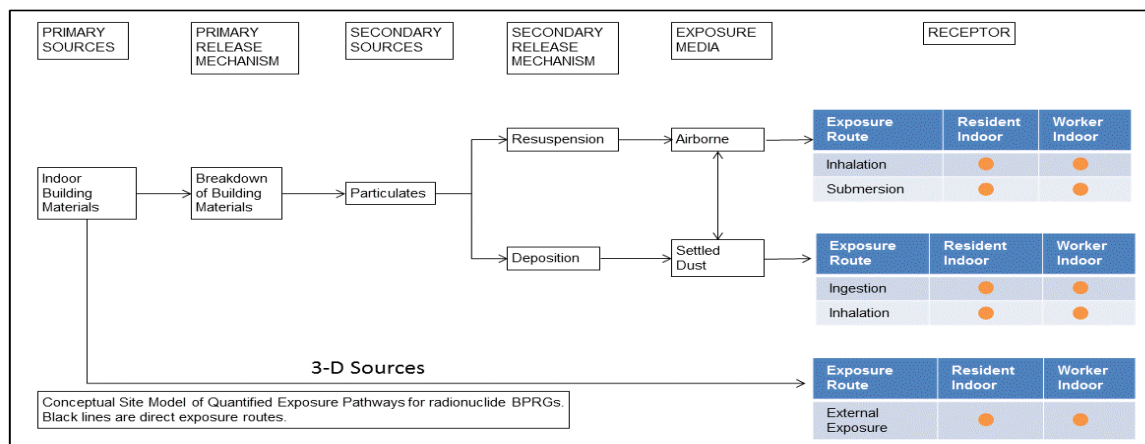 PRIMARY
SOURCES
PRIMARY
RELEASE
MECHANISM
SECONDARY
SOURCES
SECONDARY
RELEASE
MECHANISM
EXPOSURE
MEDIA
RECEPTOR
Indoor
Building
Materials
Breakdown
of Building
Materials
Particulates
Resuspension
Airborne
Exposure
Route
Resident
Indoor
Worker
Indoor
Inhalation
Submersion
Deposition
Settled
Dust
Exposure
Route
Resident
Indoor
Worker
Indoor
Ingestion
Inhalation
3-D Sources
Exposure
Route
Resident
Indoor
Worker
Indoor
External
Exposure
Conceptual Site Model of Quantified Exposure Pathways for radionuclide BPRGs.
Black lines are direct exposure routes.